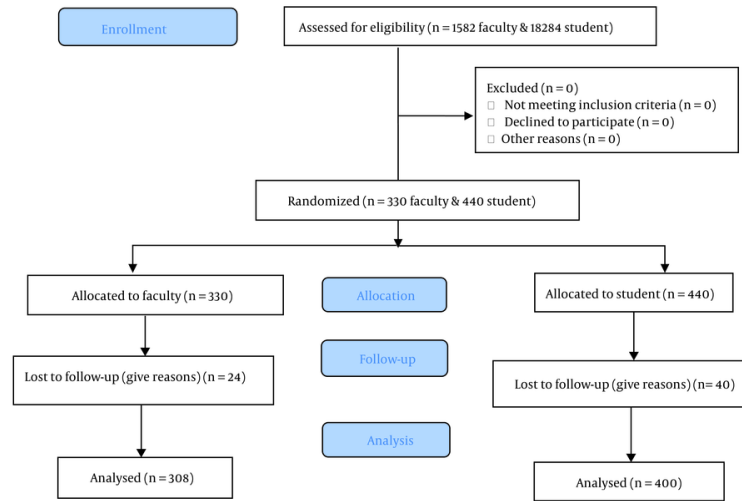 Enrollment
Assessed for eligibility (n = 1582 faculty & 18284 student)
Excluded (n = 0)
Not meeting inclusion criteria (n = 0)
Declined to participate (n = 0)
Other reasons (n = 0)
Randomized (n = 330 faculty & 440 student)
Allocated to faculty (n = 330)
Allocation
Allocated to student (n = 440)
Follow-up
Lost to follow-up (give reasons) (n = 24)
Lost to follow-up (give reasons) (n= 40)
Analysis
Analysed (n = 308)
Analysed (n = 400)